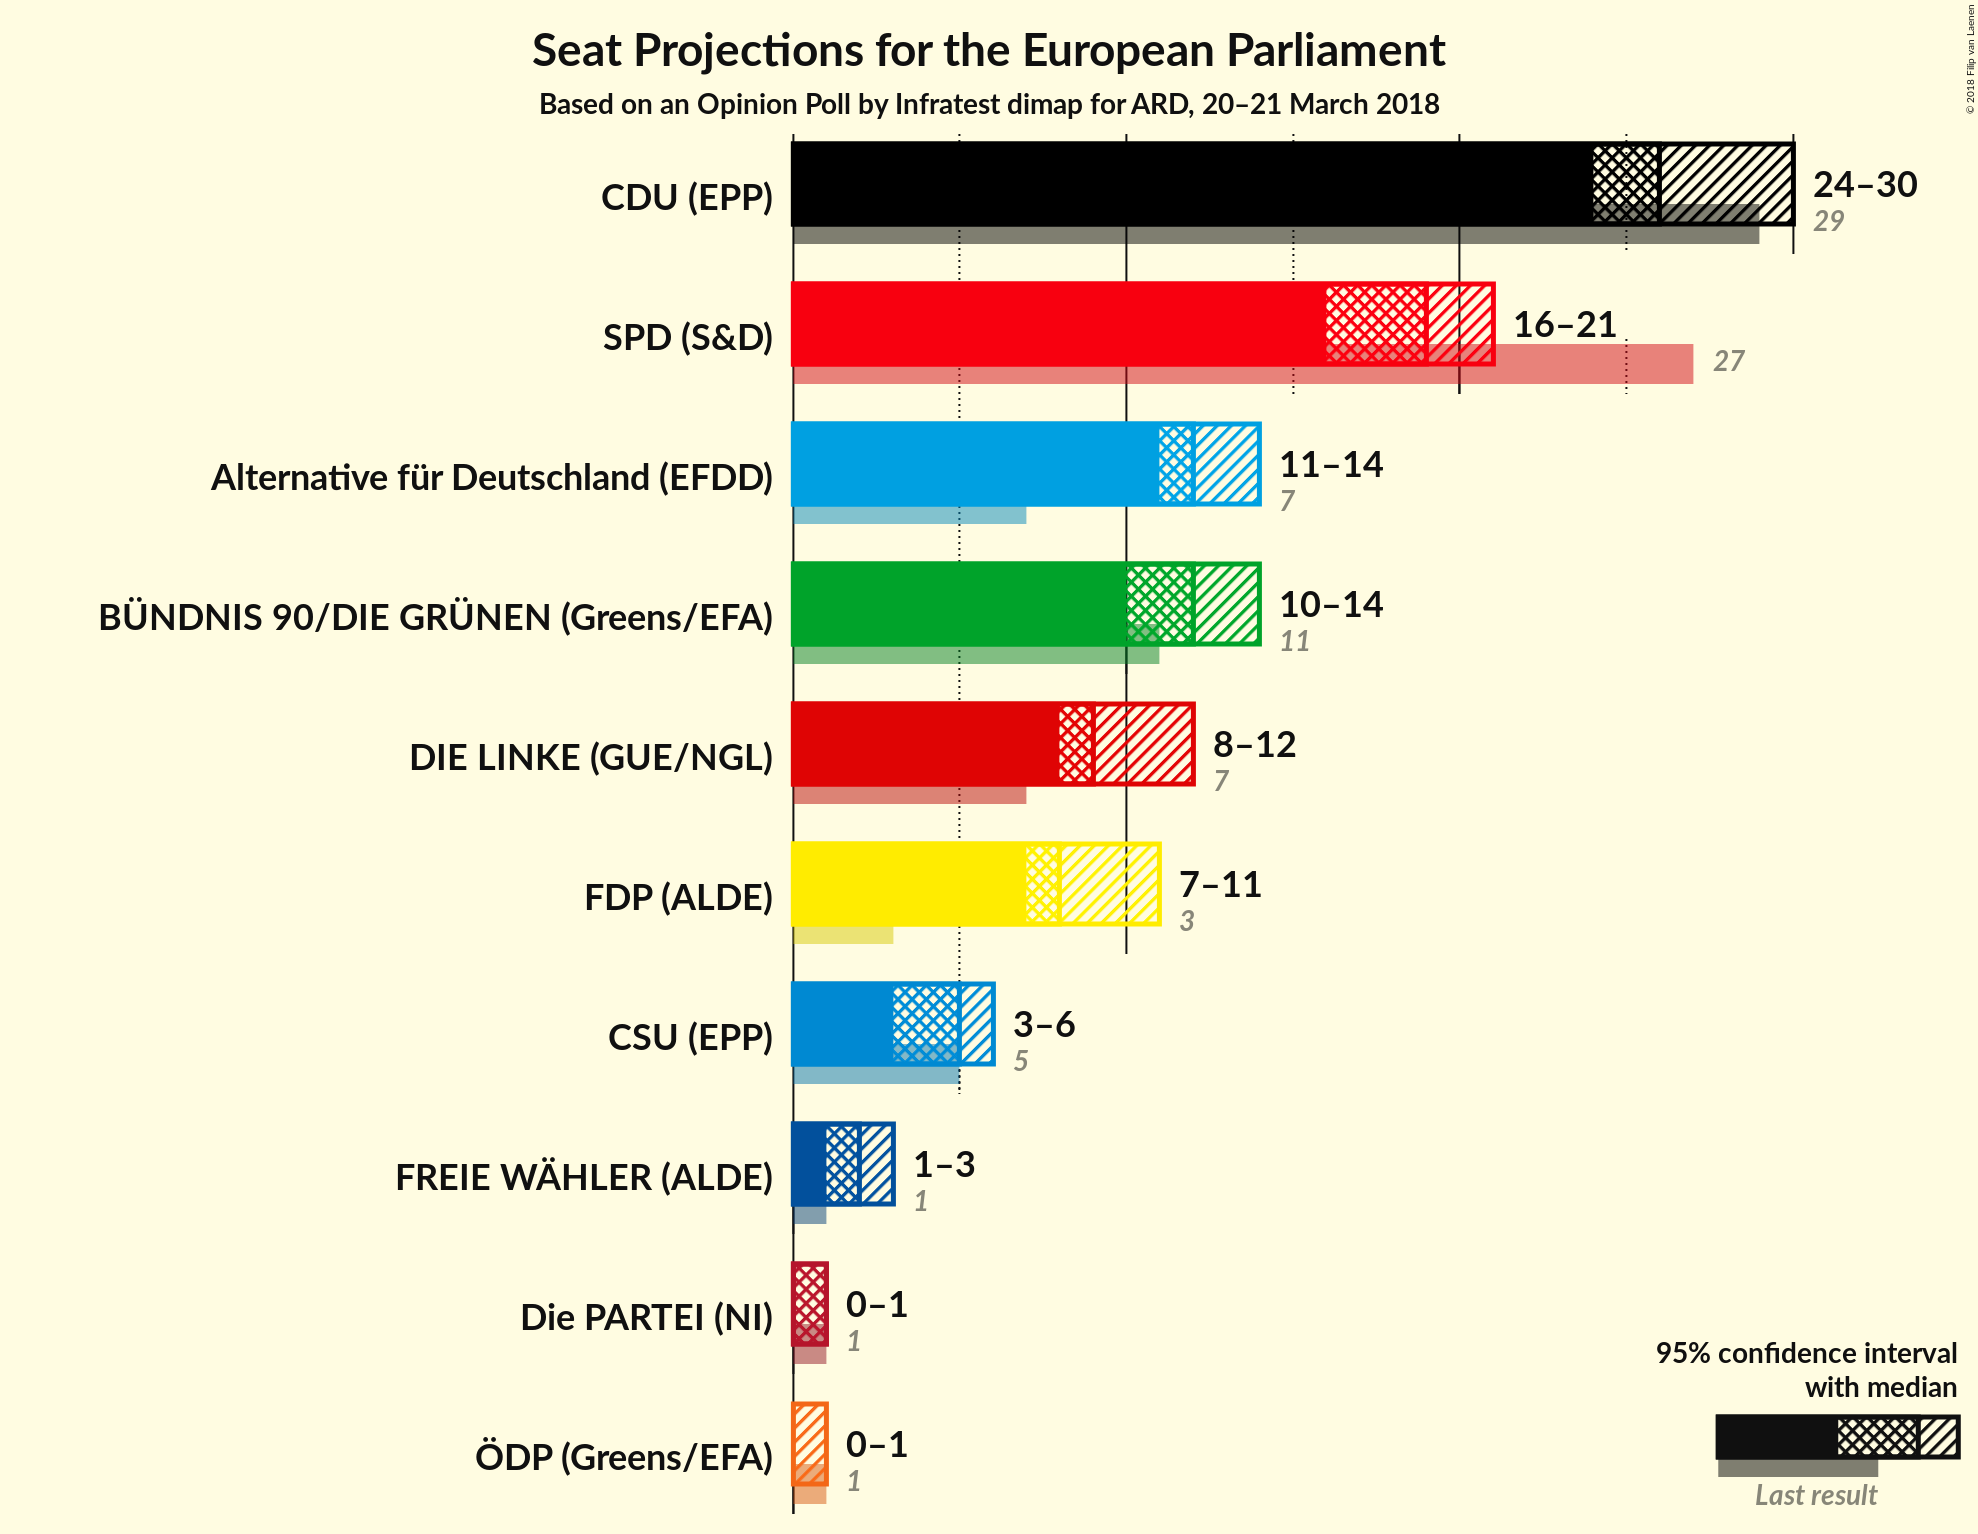 Seat Projections for the European Parliament
Based on an Opinion Poll by Infratest dimap for ARD, 20–21 March 2018
© 2018 Filip van Laenen
CDU (EPP)
24–30
29
SPD (S&D)
16–21
27
Alternative für Deutschland (EFDD)
11–14
7
BÜNDNIS 90/DIE GRÜNEN (Greens/EFA)
10–14
11
DIE LINKE (GUE/NGL)
8–12
7
FDP (ALDE)
7–11
3
CSU (EPP)
3–6
5
FREIE WÄHLER (ALDE)
1–3
1
Die PARTEI (NI)
0–1
1
ÖDP (Greens/EFA)
0–1
1
95% confidence interval
with median
Last result